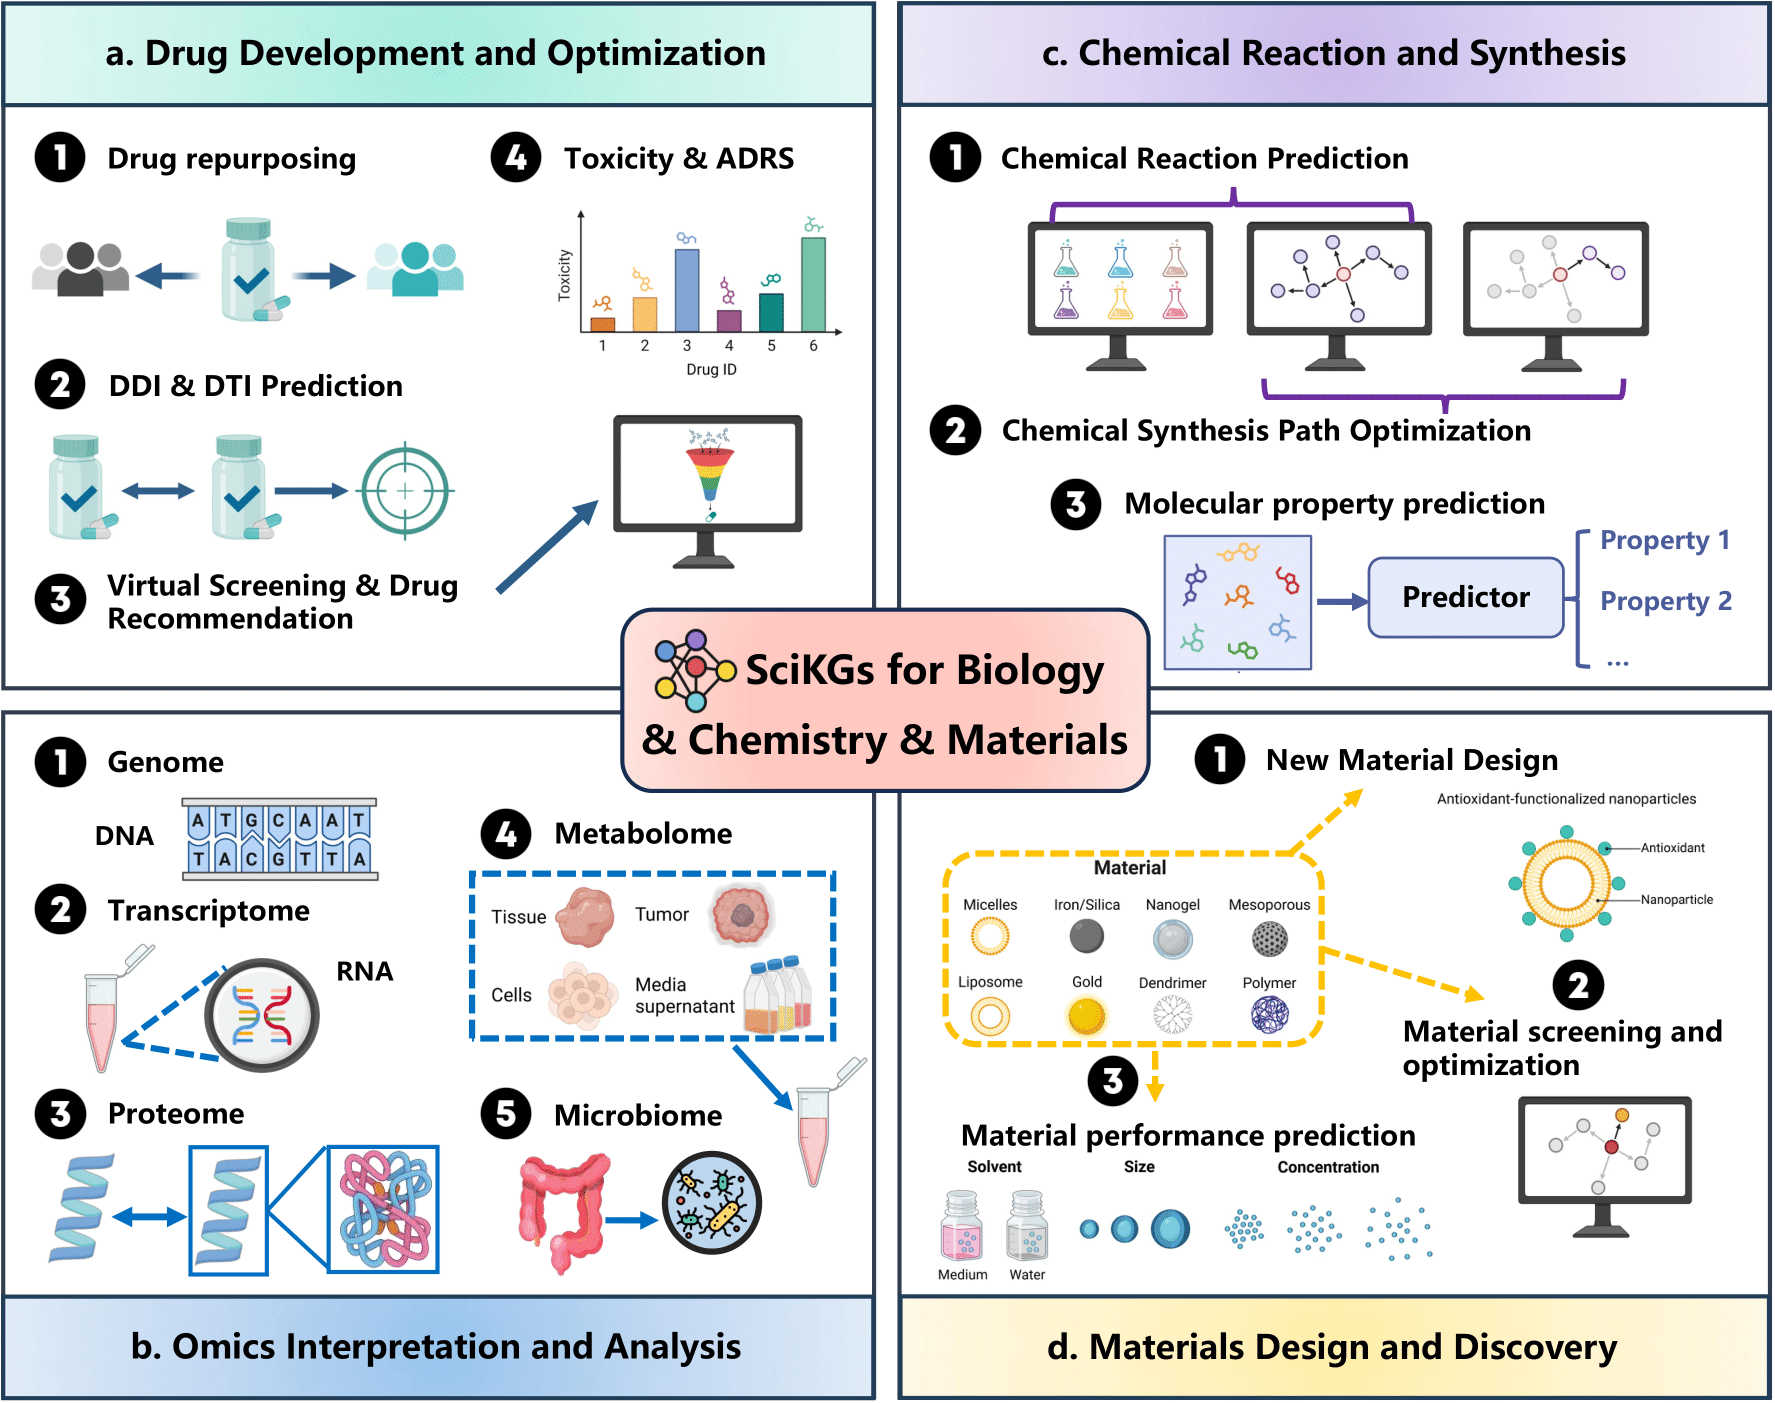 a. Drug Development and Optimization
1 Drug repurposing
4 Toxicity & ADRS
Toxicity
1 2 3 4 5 6
Drug ID
2 DDI & DTI Prediction
3 Virtual Screening & Drug
Recommendation
c. Chemical Reaction and Synthesis
1 Chemical Reaction Prediction
2 Chemical Synthesis Path Optimization
3 Molecular property prediction
Predictor
Property 1
Property 2
...
SciKGs for Biology
& Chemistry & Materials
1 Genome
DNA
A T G C A A T
T A C G T T A
2 Transcriptome
RNA
3 Proteome
4 Metabolome
Tissue
Tumor
Cells
Media
supernatant
5 Microbiome
b. Omics Interpretation and Analysis
1 New Material Design
Antioxidant-functionalized nanoparticles
Antioxidant
Nanoparticle
Material
Micelles Iron/Silica Nanogel Mesoporous
Liposome Gold Dendrimer Polymer
2
Material screening and
optimization
3
Material performance prediction
Solvent Size Concentration
Medium Water
d. Materials Design and Discovery